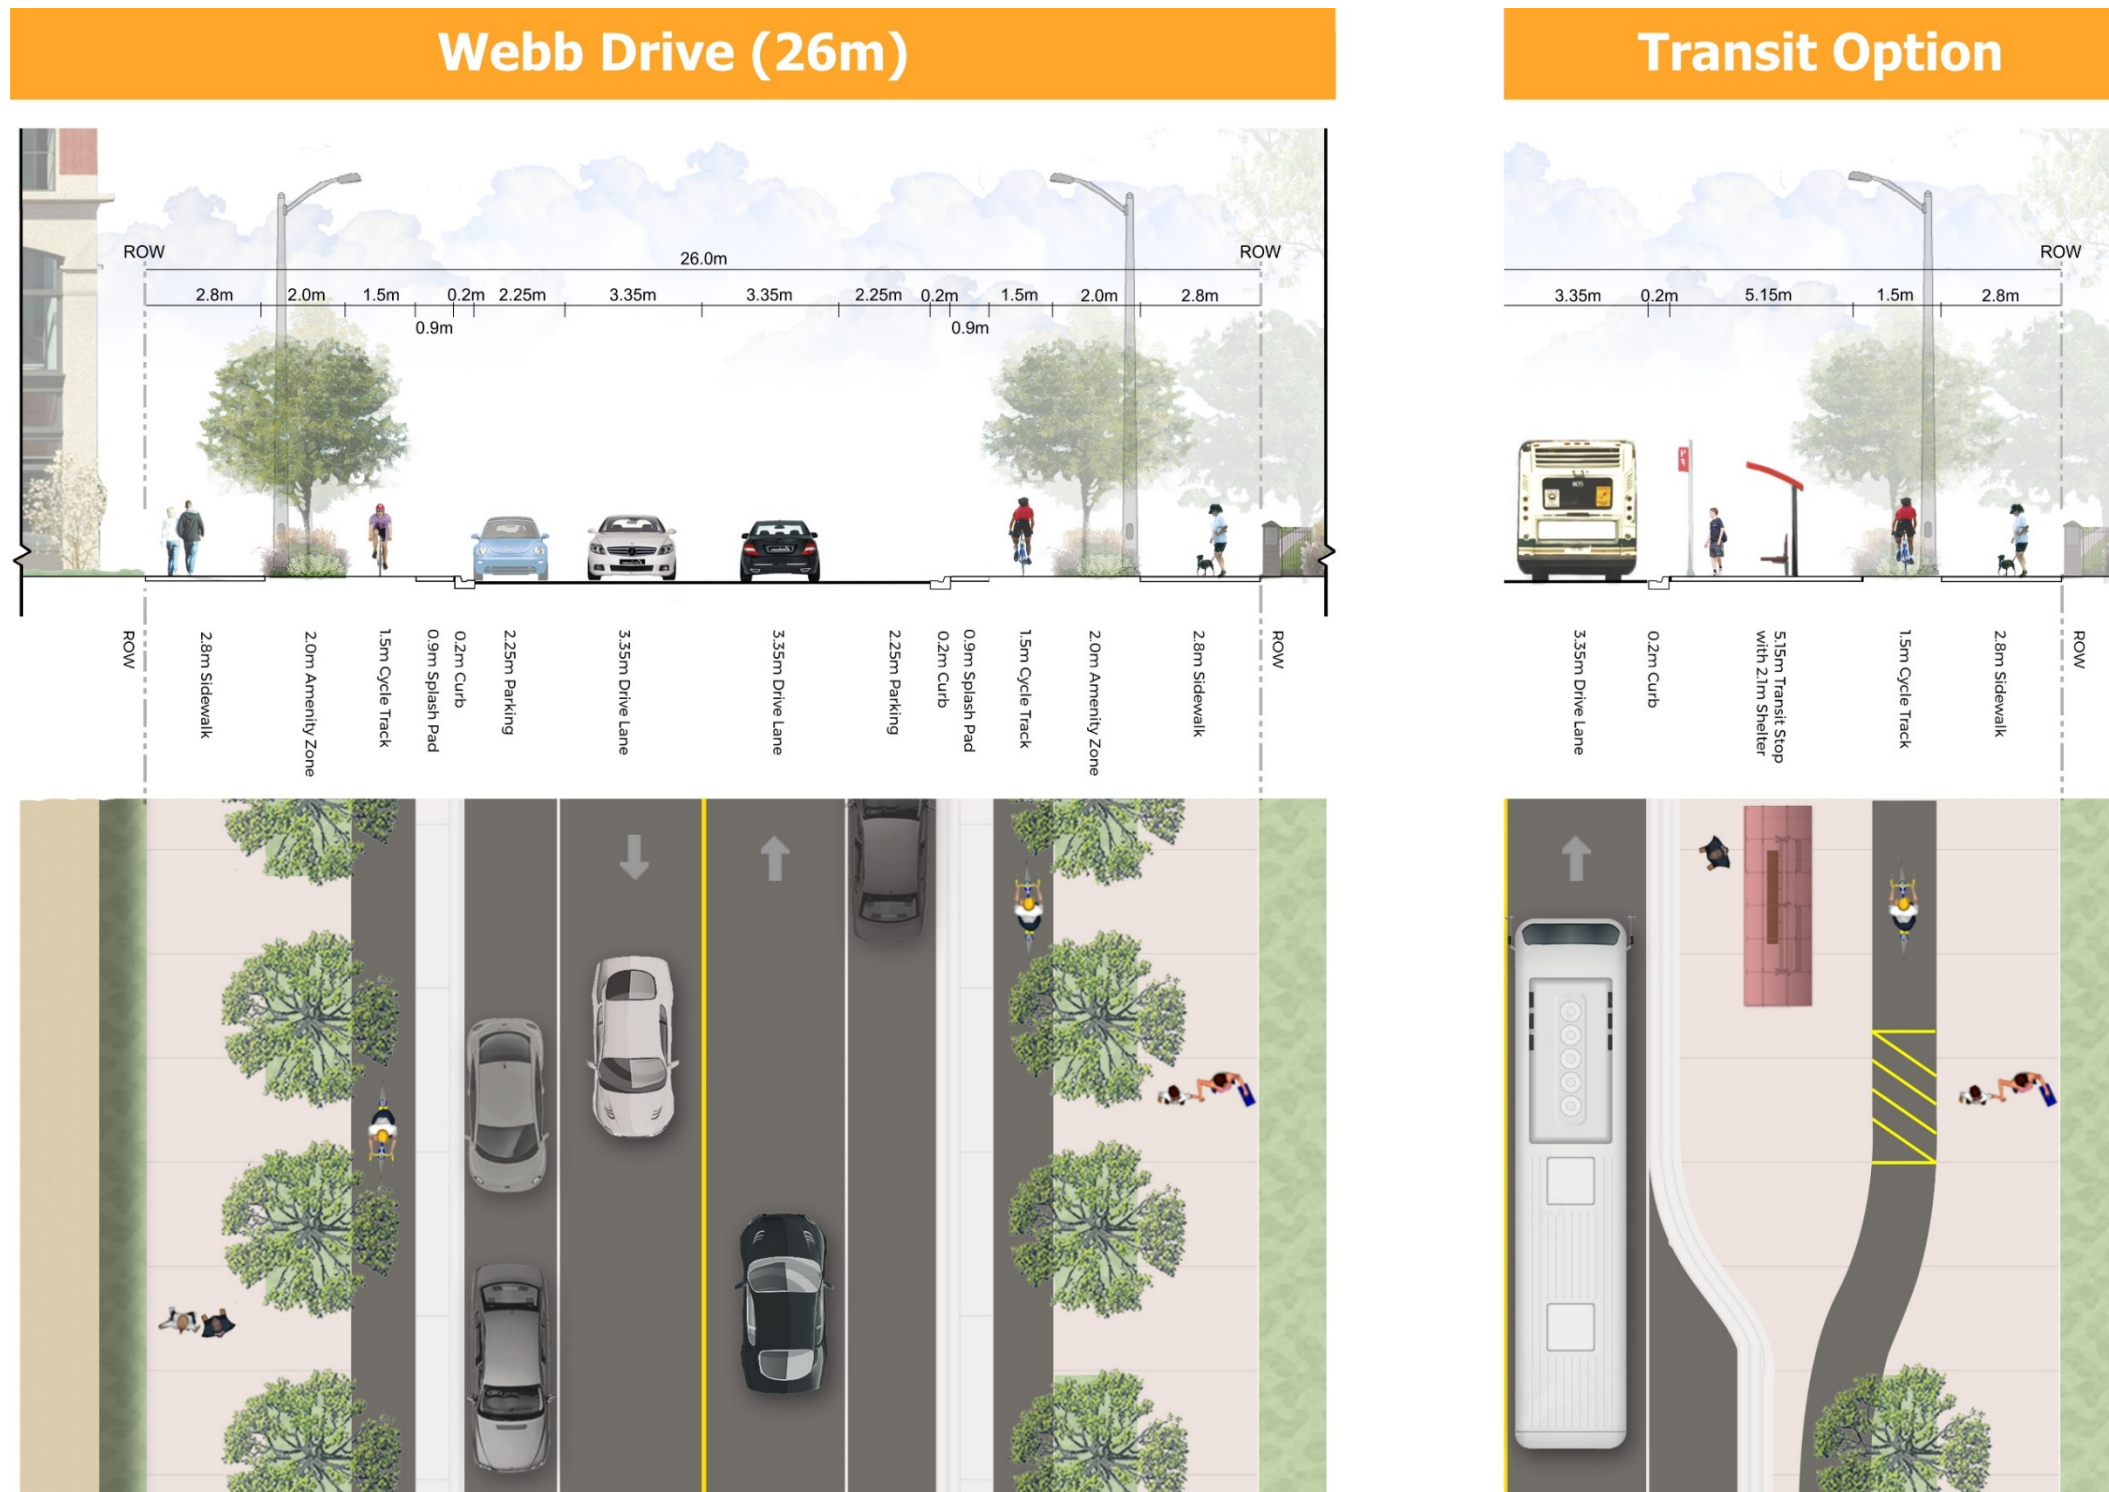 Webb Drive (26m)
Transit Option
ROW
ROW
26.0m
2.8m
2.0m
1.5m
0.2m
2.25m
3.35m
3.35m
2.25m
0.2m
1.5m
2.0m
2.8m
0.9m
0.9m
ROW
3.35m
0.2m
5.15m
1.5m
2.8m
ROW
2.8m Sidewalk
2.0m Amenity Zone
1.5m Cycle Track
0.9m Splash Pad
0.2m Curb
2.25m Parking
3.35m Drive Lane
3.35m Drive Lane
2.25m Parking
0.2m Curb
0.9m Splash Pad
1.5m Cycle Track
2.0m Amenity Zone
2.8m Sidewalk
ROW
3.35m Drive Lane
0.2m Curb
5.15m Transit Stop
with 2.1m Shelter
1.5m Cycle Track
2.8m Sidewalk
ROW